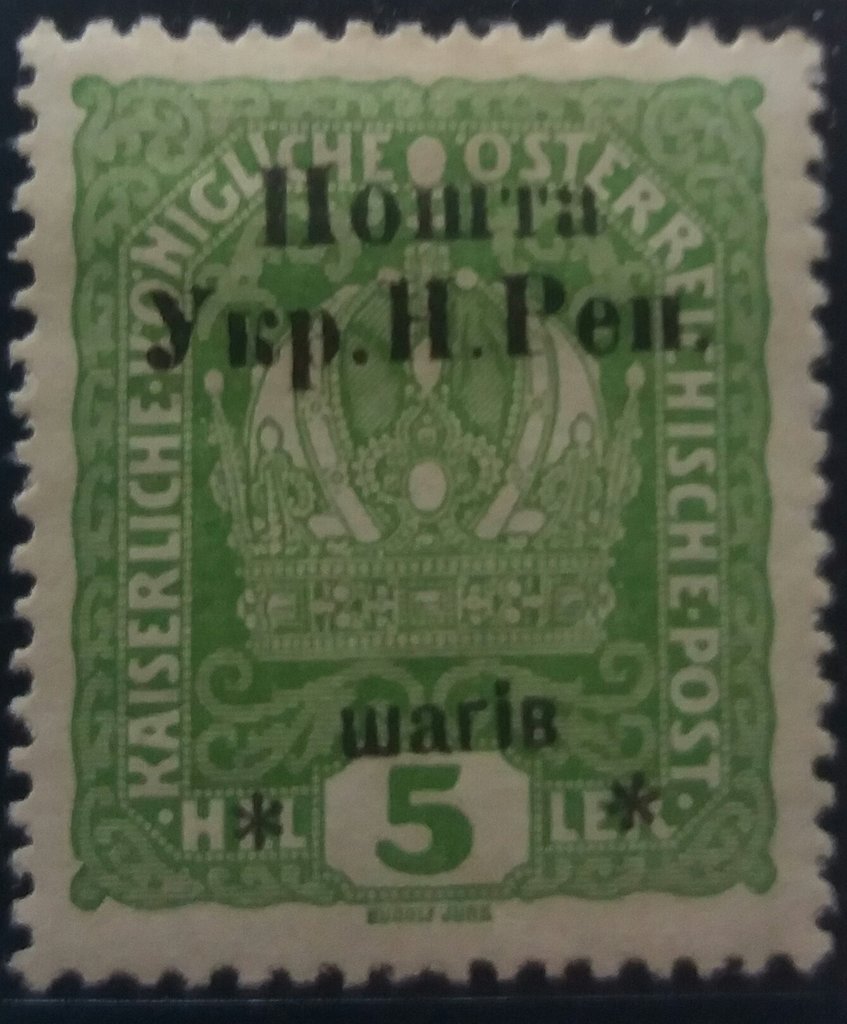 KAISERLICHE·KÖNIGLICHE ÖSTERREICHISCHE·POST·
Пошта
Укр. Н. Реп.
шагів
5